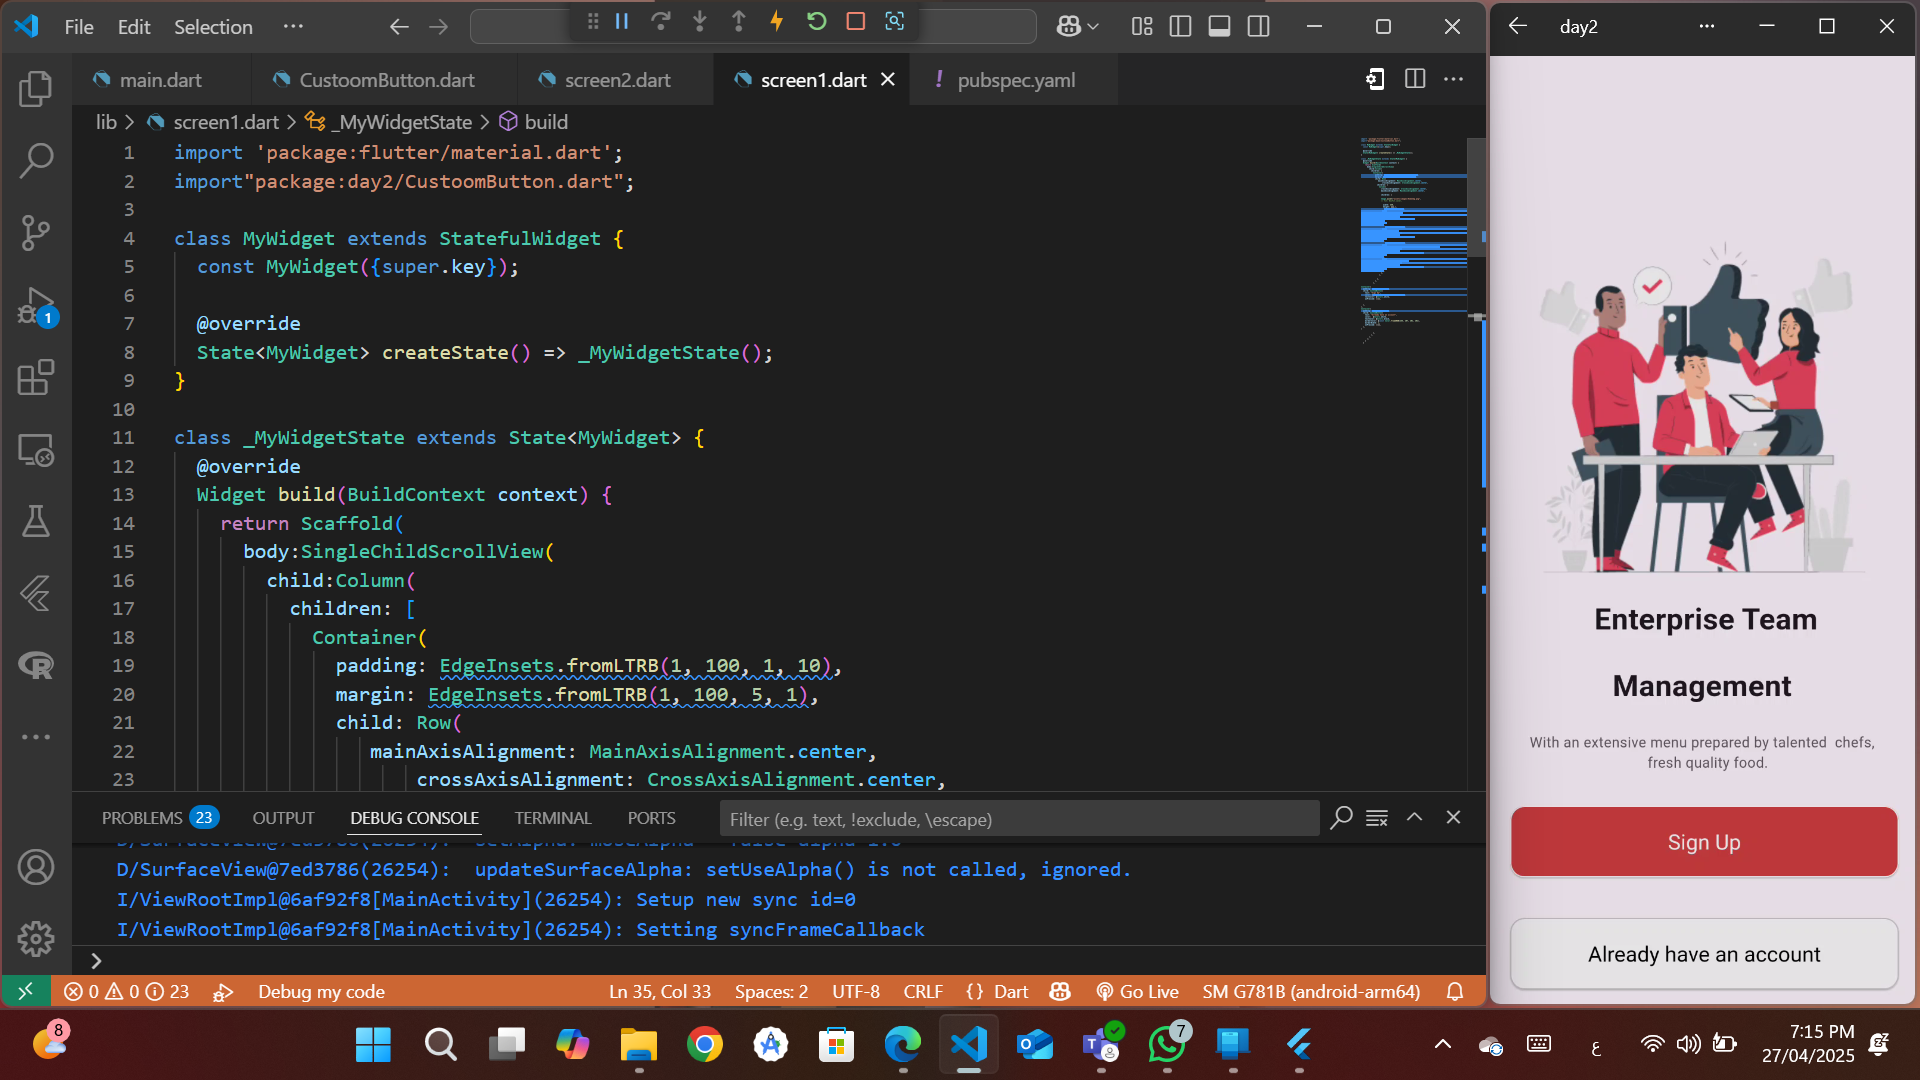 File Edit Selection ···
main.dart CustoomButton.dart screen2.dart screen1.dart ! pubspec.yaml
lib > screen1.dart > _MyWidgetState > build
1 import 'package:flutter/material.dart';
2 import"package:day2/CustoomButton.dart";
3
4 class MyWidget extends StatefulWidget {
5 const MyWidget({super.key});
6
7 @override
8 State<MyWidget> createState() => _MyWidgetState();
9 }
10
11 class _MyWidgetState extends State<MyWidget> {
12 @override
13 Widget build(BuildContext context) {
14 return Scaffold(
15 body:SingleChildScrollView(
16 child:Column(
17 children: [
18 Container(
19 padding: EdgeInsets.fromLTRB(1, 100, 1, 10),
20 margin: EdgeInsets.fromLTRB(1, 100, 5, 1),
21 child: Row(
22 mainAxisAlignment: MainAxisAlignment.center,
23 crossAxisAlignment: CrossAxisAlignment.center,
1
PROBLEMS 23 OUTPUT DEBUG CONSOLE TERMINAL PORTS Filter (e.g. text, !exclude, \escape)
D/SurfaceView@7ed3786(26254): updateSurfaceAlpha: setUseAlpha() is not called, ignored.
I/ViewRootImpl@6af92f8[MainActivity](26254): Setup new sync id=0
I/ViewRootImpl@6af92f8[MainActivity](26254): Setting syncFrameCallback
>
0 0 23 Debug my code Ln 35, Col 33 Spaces: 2 UTF-8 CRLF {} Dart Go Live SM G781B (android-arm64)
day2
Enterprise Team
Management
With an extensive menu prepared by talented chefs,
fresh quality food.
Sign Up
Already have an account
8
7
ع
7:15 PM
27/04/2025